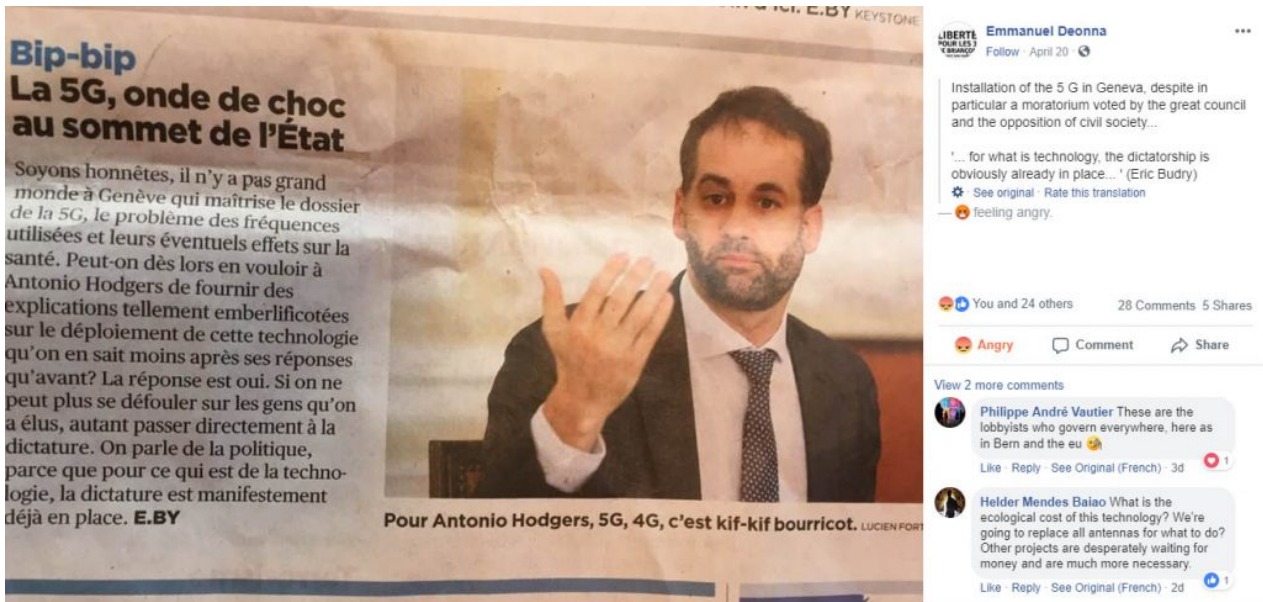 E.BY KEYSTONE
Bip-bip
La 5G, onde de choc
au sommet de l'État
Soyons honnêtes, il n'y a pas grand
monde à Genève qui maîtrise le dossier
de la 5G, le problème des fréquences
utilisées et leurs éventuels effets sur la
santé. Peut-on dès lors en vouloir à
Antonio Hodgers de fournir des
explications tellement emberlificotées
sur le déploiement de cette technologie
qu'on en sait moins après ses réponses
qu'avant? La réponse est oui. Si on ne
peut plus se défouler sur les gens qu'on
a élus, autant passer directement à la
dictature. On parle de la politique,
parce que pour ce qui est de la techno-
logie, la dictature est manifestement
déjà en place. E.BY
Pour Antonio Hodgers, 5G, 4G, c'est kif-kif bourricot. LUCIEN FORT
LIBERTÉ
POUR LES 3
Emmanuel Deonna
Follow · April 20
Installation of the 5 G in Geneva, despite in
particular a moratorium voted by the great council
and the opposition of civil society...
'... for what is technology, the dictatorship is
obviously already in place... ' (Eric Budry)
See original · Rate this translation
— feeling angry.
You and 24 others 28 Comments 5 Shares
Angry Comment Share
View 2 more comments
Philippe André Vautier These are the
lobbyists who govern everywhere, here as
in Bern and the eu
Like · Reply · See Original (French) · 3d 1
Helder Mendes Baiao What is the
ecological cost of this technology? We're
going to replace all antennas for what to do?
Other projects are desperately waiting for
money and are much more necessary.
Like · Reply · See Original (French) · 2d 1